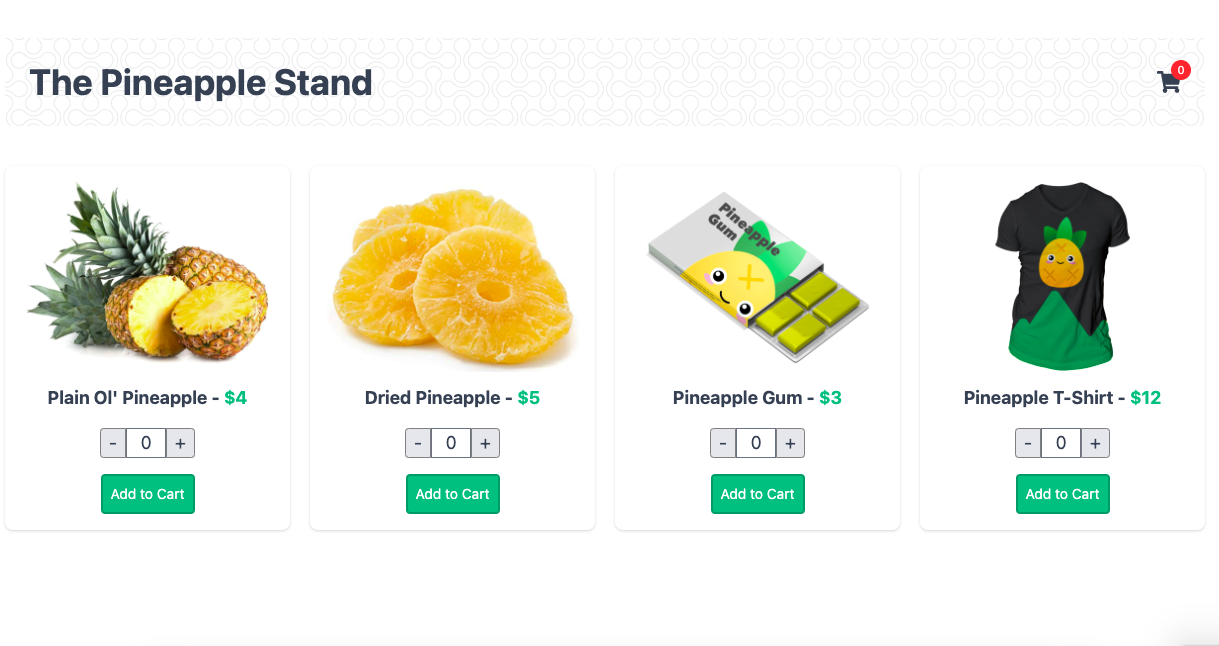 The Pineapple Stand
0
Pineapple
Gum
Plain Ol' Pineapple - $4
- 0 +
Add to Cart
Dried Pineapple - $5
- 0 +
Add to Cart
Pineapple Gum - $3
- 0 +
Add to Cart
Pineapple T-Shirt - $12
- 0 +
Add to Cart